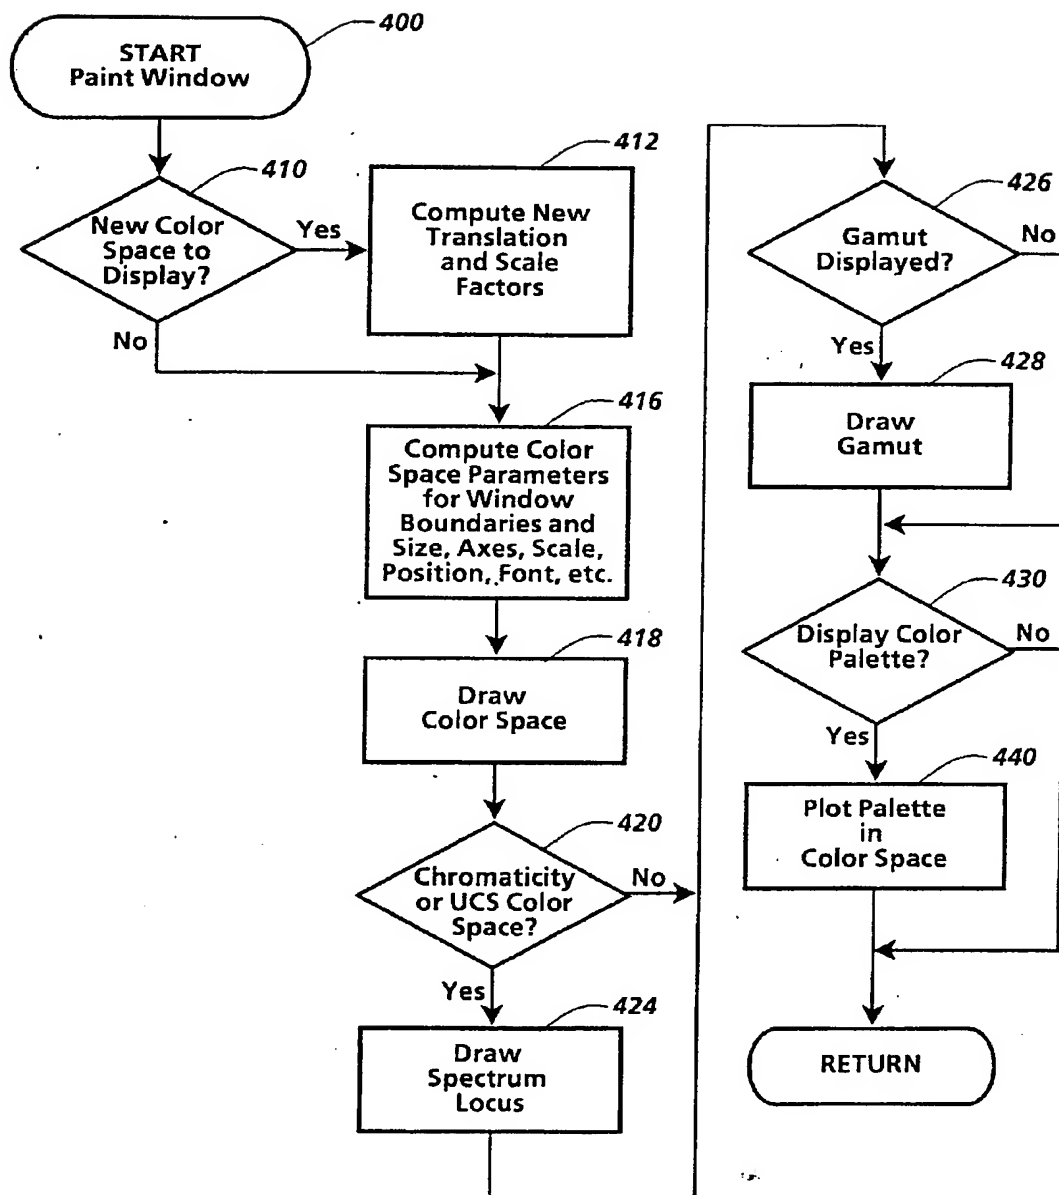 400
START
Paint Window
410
New Color
Space to
Display?
Yes
No
412
Compute New
Translation
and Scale
Factors
416
Compute Color
Space Parameters
for Window
Boundaries and
Size, Axes, Scale,
Position, Font, etc.
418
Draw
Color Space
420
Chromaticity
or UCS Color
Space?
No
Yes
424
Draw
Spectrum
Locus
426
Gamut
Displayed?
No
Yes
428
Draw
Gamut
430
Display Color
Palette?
No
Yes
440
Plot Palette
in
Color Space
RETURN